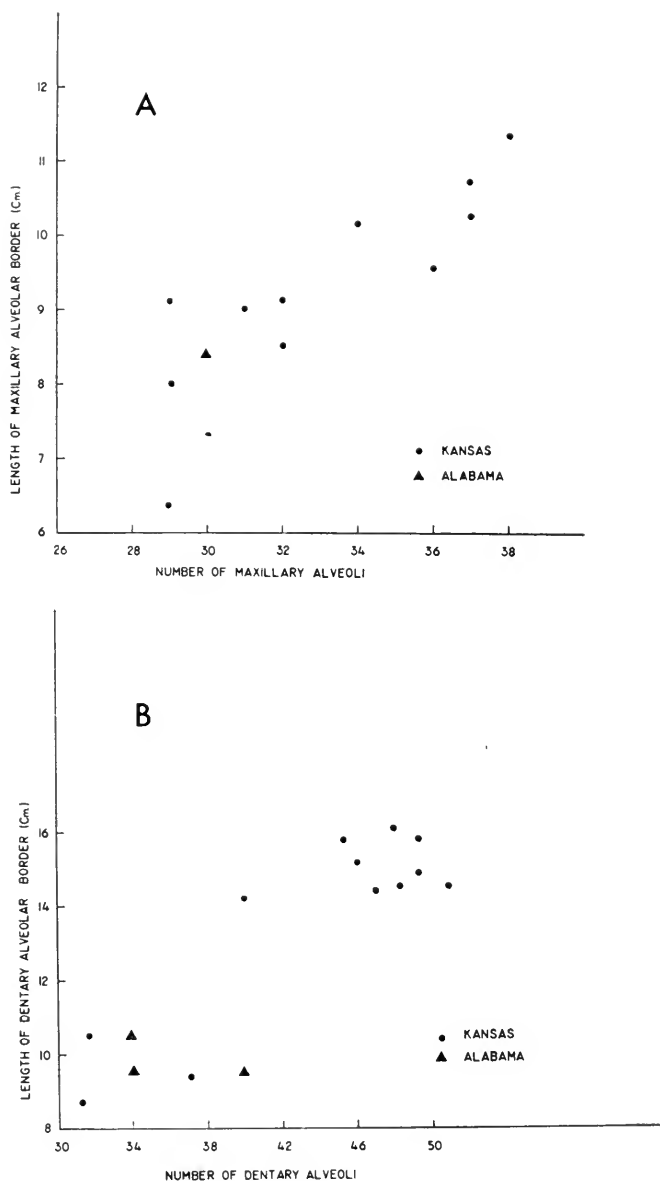 A
12
11
10
9
8
7
6
LENGTH OF MAXILLARY ALVEOLAR BORDER (Cm)
KANSAS
ALABAMA
26 28 30 32 34 36 38
NUMBER OF MAXILLARY ALVEOLI
B
16
14
12
10
8
LENGTH OF DENTARY ALVEOLAR BORDER (Cm)
KANSAS
ALABAMA
30 34 38 42 46 50
NUMBER OF DENTARY ALVEOLI